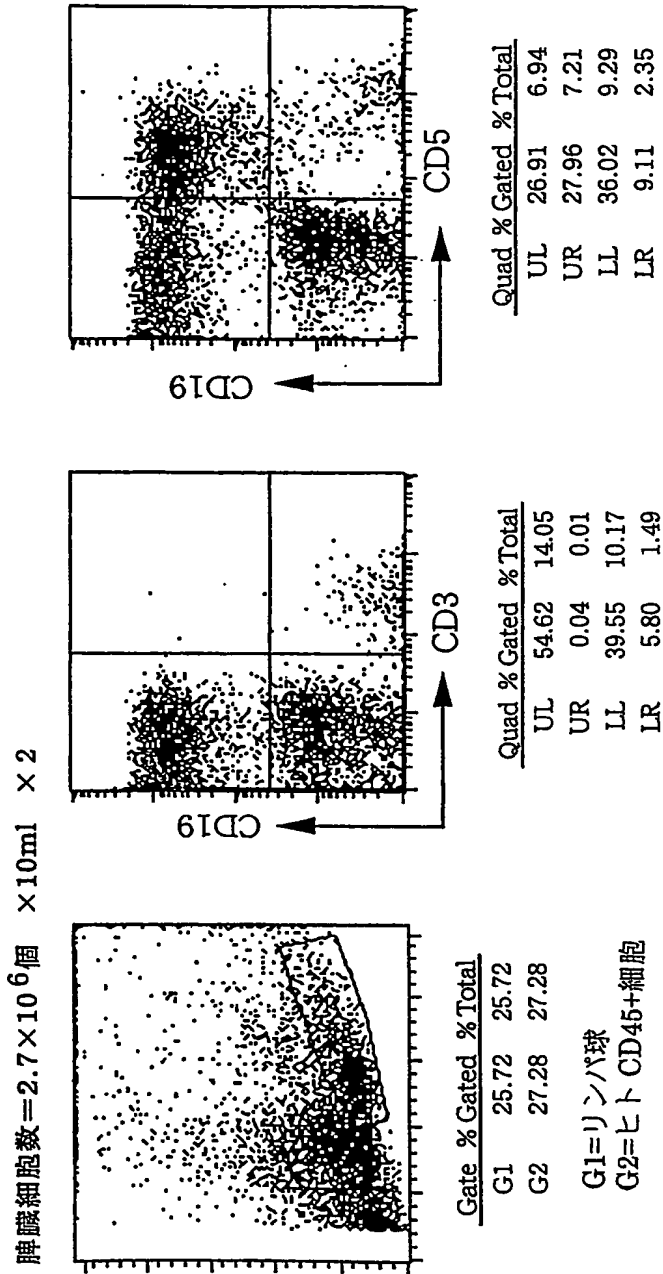 脾臓細胞数=2.7×10⁶個 ×10ml ×2
Gate % Gated % Total
G1 25.72 25.72
G2 27.28 27.28
G1=リンパ球
G2=ヒト CD45+細胞
CD19
CD3
Quad % Gated % Total
UL 54.62 14.05
UR 0.04 0.01
LL 39.55 10.17
LR 5.80 1.49
CD19
CD5
Quad % Gated % Total
UL 26.91 6.94
UR 27.96 7.21
LL 36.02 9.29
LR 9.11 2.35